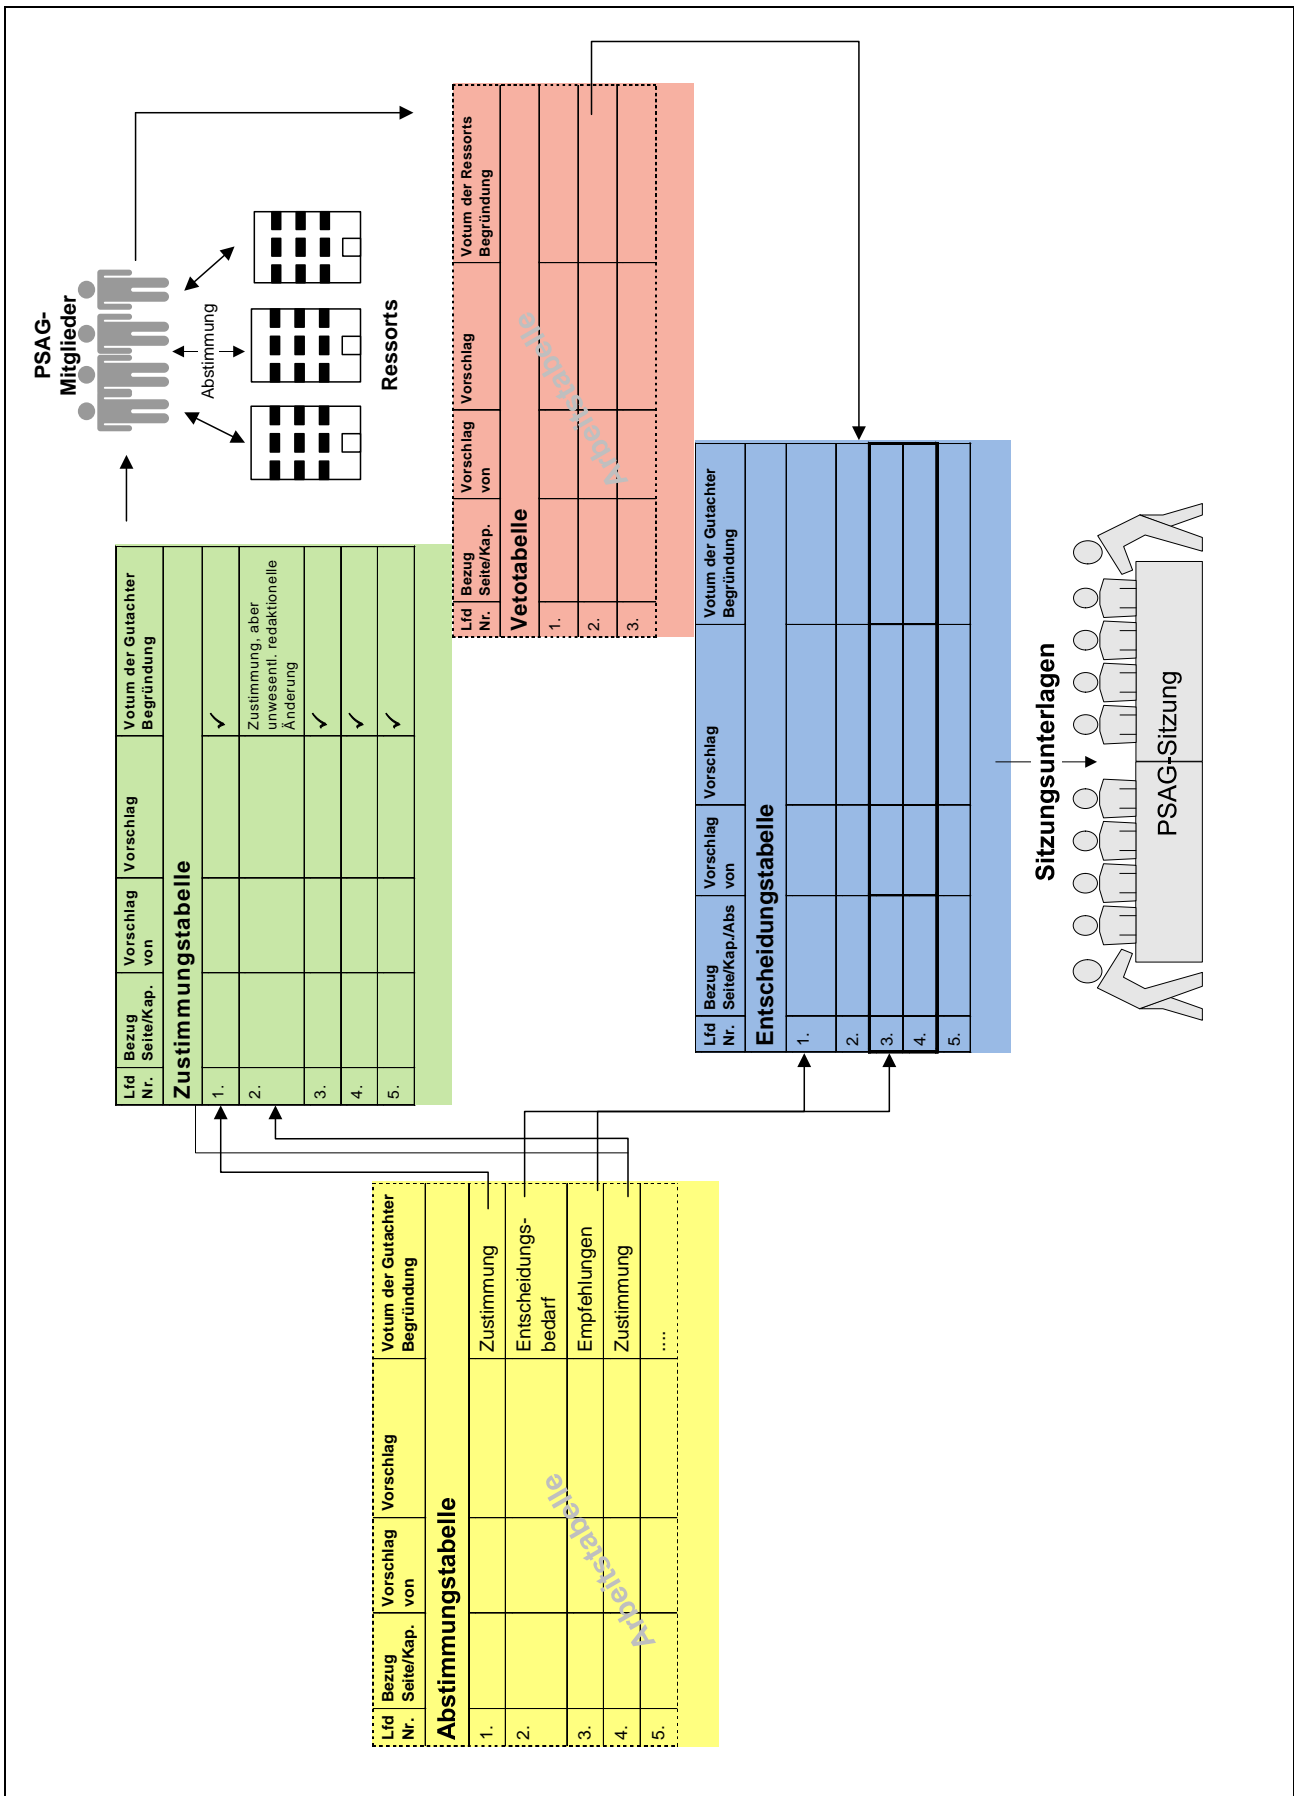 PSAG-
Mitglieder
Abstimmung
Ressorts
Lfd Nr. Bezug Seite/Kap. Vorschlag von Vorschlag Votum der Gutachter Begründung
Zustimmungstabelle
1. ✓
2. Zustimmung, aber
unwesentl. redaktionelle
Änderung
3. ✓
4. ✓
5. ✓
Lfd Nr. Bezug Seite/Kap. Vorschlag von Vorschlag Votum der Ressorts Begründung
Vetotabelle
1.
2.
3.
Arbeitstabelle
Lfd Nr. Bezug Seite/Kap. Vorschlag von Vorschlag Votum der Gutachter Begründung
Abstimmungstabelle
1. Zustimmung
2. Entscheidungs-
bedarf
3. Empfehlungen
4. Zustimmung
5. ....
Arbeitstabelle
Lfd Nr. Bezug Seite/Kap./Abs Vorschlag von Vorschlag Votum der Gutachter Begründung
Entscheidungstabelle
1.
2.
3.
4.
5.
Sitzungsunterlagen
PSAG-Sitzung